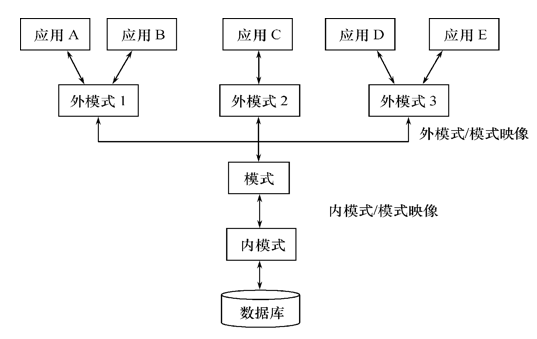 应用 A
应用 B
应用 C
应用 D
应用 E
外模式 1
外模式 2
外模式 3
外模式/模式映像
模式
内模式/模式映像
内模式
数据库